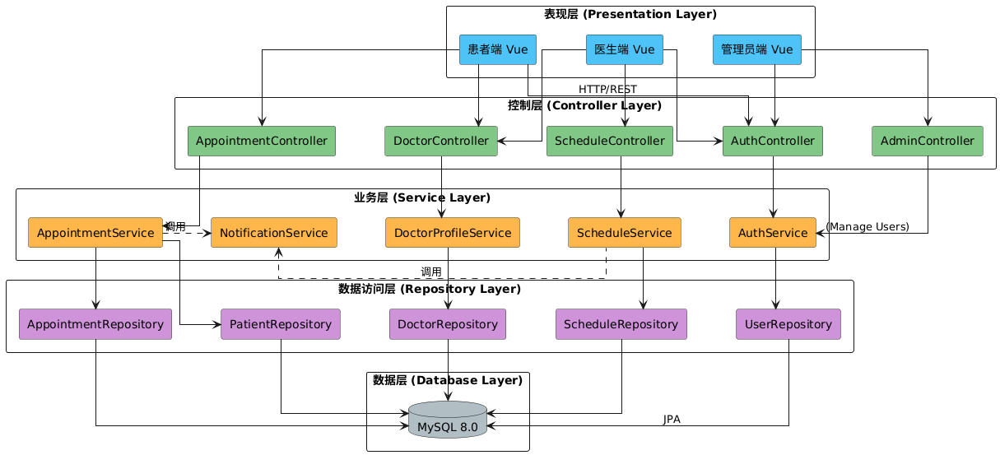 表现层 (Presentation Layer)
患者端 Vue
医生端 Vue
管理员端 Vue
HTTP/REST
控制层 (Controller Layer)
AppointmentController
DoctorController
ScheduleController
AuthController
AdminController
业务层 (Service Layer)
调用
(Manage Users)
AppointmentService
NotificationService
DoctorProfileService
ScheduleService
AuthService
调用
数据访问层 (Repository Layer)
AppointmentRepository
PatientRepository
DoctorRepository
ScheduleRepository
UserRepository
数据层 (Database Layer)
JPA
MySQL 8.0